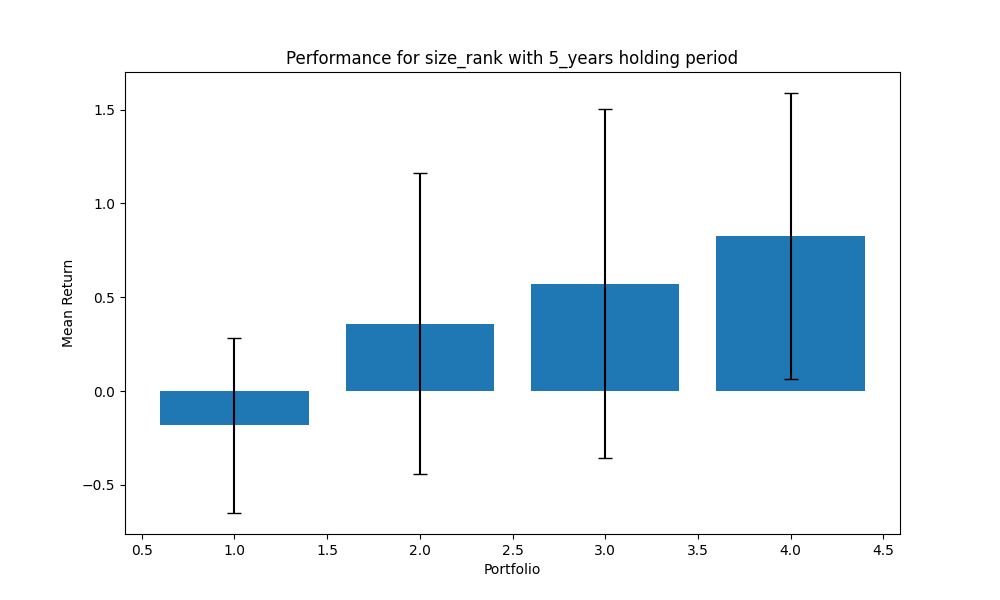 Performance for size_rank with 5_years holding period
1.5
1.0
0.5
0.0
−0.5
Mean Return
0.5 1.0 1.5 2.0 2.5 3.0 3.5 4.0 4.5
Portfolio